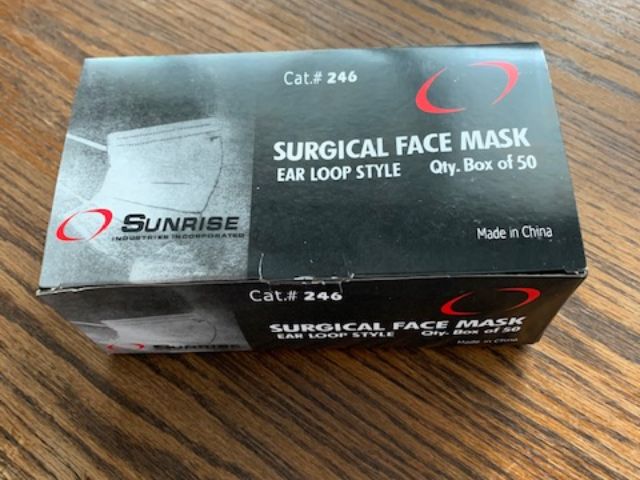 Cat.# 246
SURGICAL FACE MASK
EAR LOOP STYLE Qty. Box of 50
SUNRISE
INDUSTRIES INCORPORATED
Made in China
Cat.# 246
SURGICAL FACE MASK
EAR LOOP STYLE Qty. Box of 50
SUNRISE
Made in China